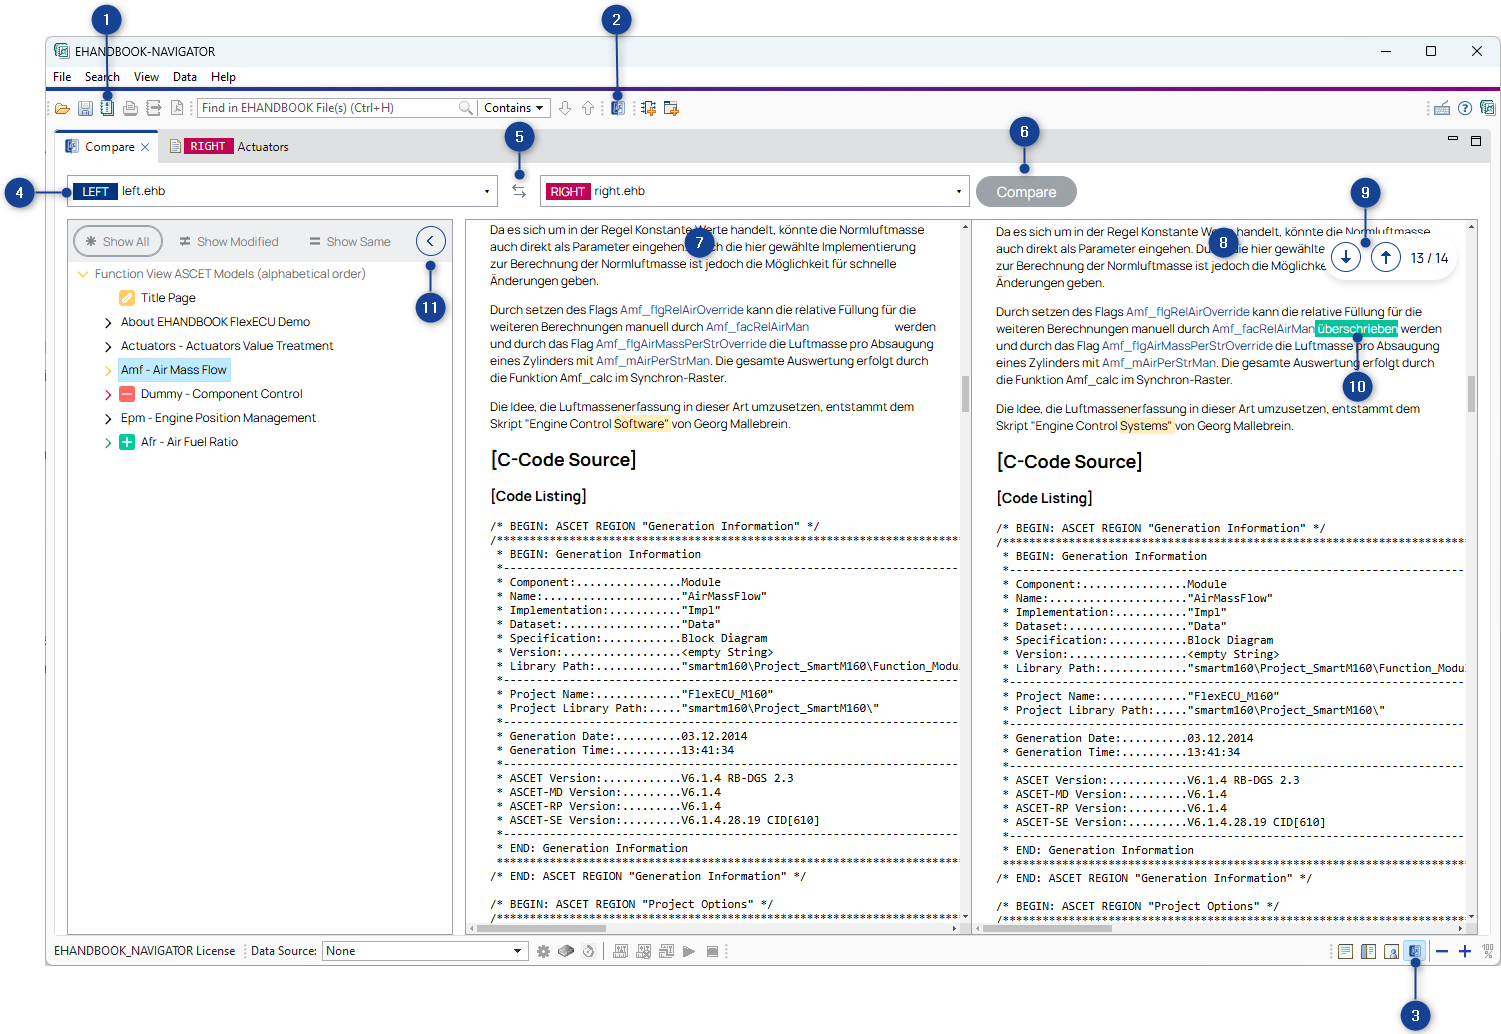 1
2
EHANDBOOK-NAVIGATOR
File Search View Data Help
Find in EHANDBOOK File(s) (Ctrl+H) Contains
5
6
Compare RIGHT Actuators
4
LEFT left.ehb
RIGHT right.ehb
Compare
9
Show All Show Modified Show Same
11
Function View ASCET Models (alphabetical order)
Title Page
About EHANDBOOK FlexECU Demo
Actuators - Actuators Value Treatment
Amf - Air Mass Flow
Dummy - Component Control
Epm - Engine Position Management
Afr - Air Fuel Ratio
7
Da es sich um in der Regel Konstante Werte handelt, könnte die Normluftmasse
auch direkt als Parameter eingehen. die hier gewählte Implementierung
zur Berechnung der Normluftmasse ist jedoch die Möglichkeit für schnelle
Änderungen geben.
Durch setzen des Flags Amf_flgRelAirOverride kann die relative Füllung für die
weiteren Berechnungen manuell durch Amf_facRelAirMan werden
und durch das Flag Amf_flgAirMassPerStrOverride die Luftmasse pro Absaugung
eines Zylinders mit Amf_mAirPerStrMan. Die gesamte Auswertung erfolgt durch
die Funktion Amf_calc im Synchron-Raster.
Die Idee, die Luftmassenerfassung in dieser Art umzusetzen, entstammt dem
Skript "Engine Control Software" von Georg Mallebrein.
[C-Code Source]
[Code Listing]
/* BEGIN: ASCET REGION "Generation Information" */
/**********************************************************************
* BEGIN: Generation Information
*---------------------------------------------------------------------
* Component:................Module
* Name:....................."AirMassFlow"
* Implementation:..........."Impl"
* Dataset:.................."Data"
* Specification:............Block Diagram
* Version:..................<empty String>
* Library Path:............."smartm160\Project_SmartM160\Function_Modu
*---------------------------------------------------------------------
* Project Name:............."FlexECU_M160"
* Project Library Path:....."smartm160\Project_SmartM160\"
*---------------------------------------------------------------------
* Generation Date:..........03.12.2014
* Generation Time:..........13:41:34
*---------------------------------------------------------------------
* ASCET Version:............V6.1.4 RB-DGS 2.3
* ASCET-MD Version:.........V6.1.4
* ASCET-RP Version:.........V6.1.4
* ASCET-SE Version:.........V6.1.4.28.19 CID[610]
*---------------------------------------------------------------------
* END: Generation Information
**********************************************************************
/* END: ASCET REGION "Generation Information" */
/* BEGIN: ASCET REGION "Project Options" */
/**********************************************************************
8
13 / 14
Da es sich um in der Regel Konstante Werte handelt, könnte die Normluftmasse
auch direkt als Parameter eingehen. die hier gewählte
zur Berechnung der Normluftmasse ist jedoch die
Änderungen geben.
Durch setzen des Flags Amf_flgRelAirOverride kann die relative Füllung für die
weiteren Berechnungen manuell durch Amf_facRelAirMan überschrieben werden
und durch das Flag Amf_flgAirMassPerStrOverride die Luftmasse pro Absaugung
eines Zylinders mit Amf_mAirPerStrMan. Die gesamte Auswertung erfolgt durch
die Funktion Amf_calc im Synchron-Raster.
10
Die Idee, die Luftmassenerfassung in dieser Art umzusetzen, entstammt dem
Skript "Engine Control Systems" von Georg Mallebrein.
[C-Code Source]
[Code Listing]
/* BEGIN: ASCET REGION "Generation Information" */
/**********************************************************************
* BEGIN: Generation Information
*---------------------------------------------------------------------
* Component:................Module
* Name:....................."AirMassFlow"
* Implementation:..........."Impl"
* Dataset:.................."Data"
* Specification:............Block Diagram
* Version:..................<empty String>
* Library Path:............."smartm160\Project_SmartM160\Function_Modu
*---------------------------------------------------------------------
* Project Name:............."FlexECU_M160"
* Project Library Path:....."smartm160\Project_SmartM160\"
*---------------------------------------------------------------------
* Generation Date:..........03.12.2014
* Generation Time:..........13:41:34
*---------------------------------------------------------------------
* ASCET Version:............V6.1.4 RB-DGS 2.3
* ASCET-MD Version:.........V6.1.4
* ASCET-RP Version:.........V6.1.4
* ASCET-SE Version:.........V6.1.4.28.19 CID[610]
*---------------------------------------------------------------------
* END: Generation Information
**********************************************************************
/* END: ASCET REGION "Generation Information" */
/* BEGIN: ASCET REGION "Project Options" */
/**********************************************************************
EHANDBOOK_NAVIGATOR License Data Source: None
100 %
3